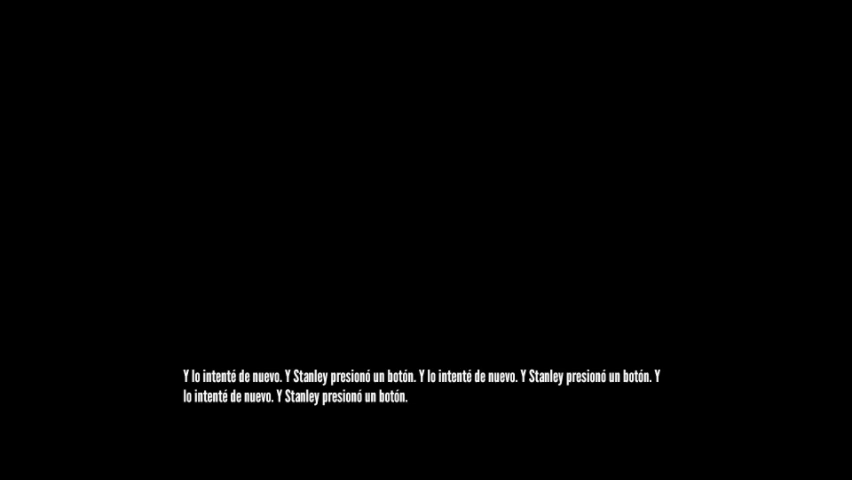 Y lo intenté de nuevo. Y Stanley presionó un botón. Y lo intenté de nuevo. Y Stanley presionó un botón. Y
lo intenté de nuevo. Y Stanley presionó un botón.